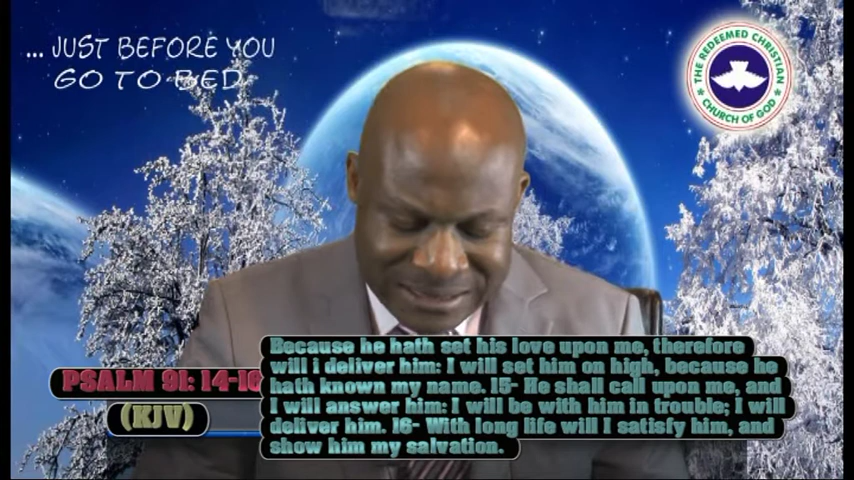 ... JUST BEFORE YOU
GO TO BED
THE REDEEMED CHRISTIAN
CHURCH OF GOD
Because he hath set his love upon me, therefore
will i deliver him: I will set him on high, because he
PSALM 91: 14-16
hath known my name. 15- He shall call upon me, and
I will answer him: I will be with him in trouble; I will
(KJV)
deliver him. 16- With long life will I satisfy him, and
show him my salvation.